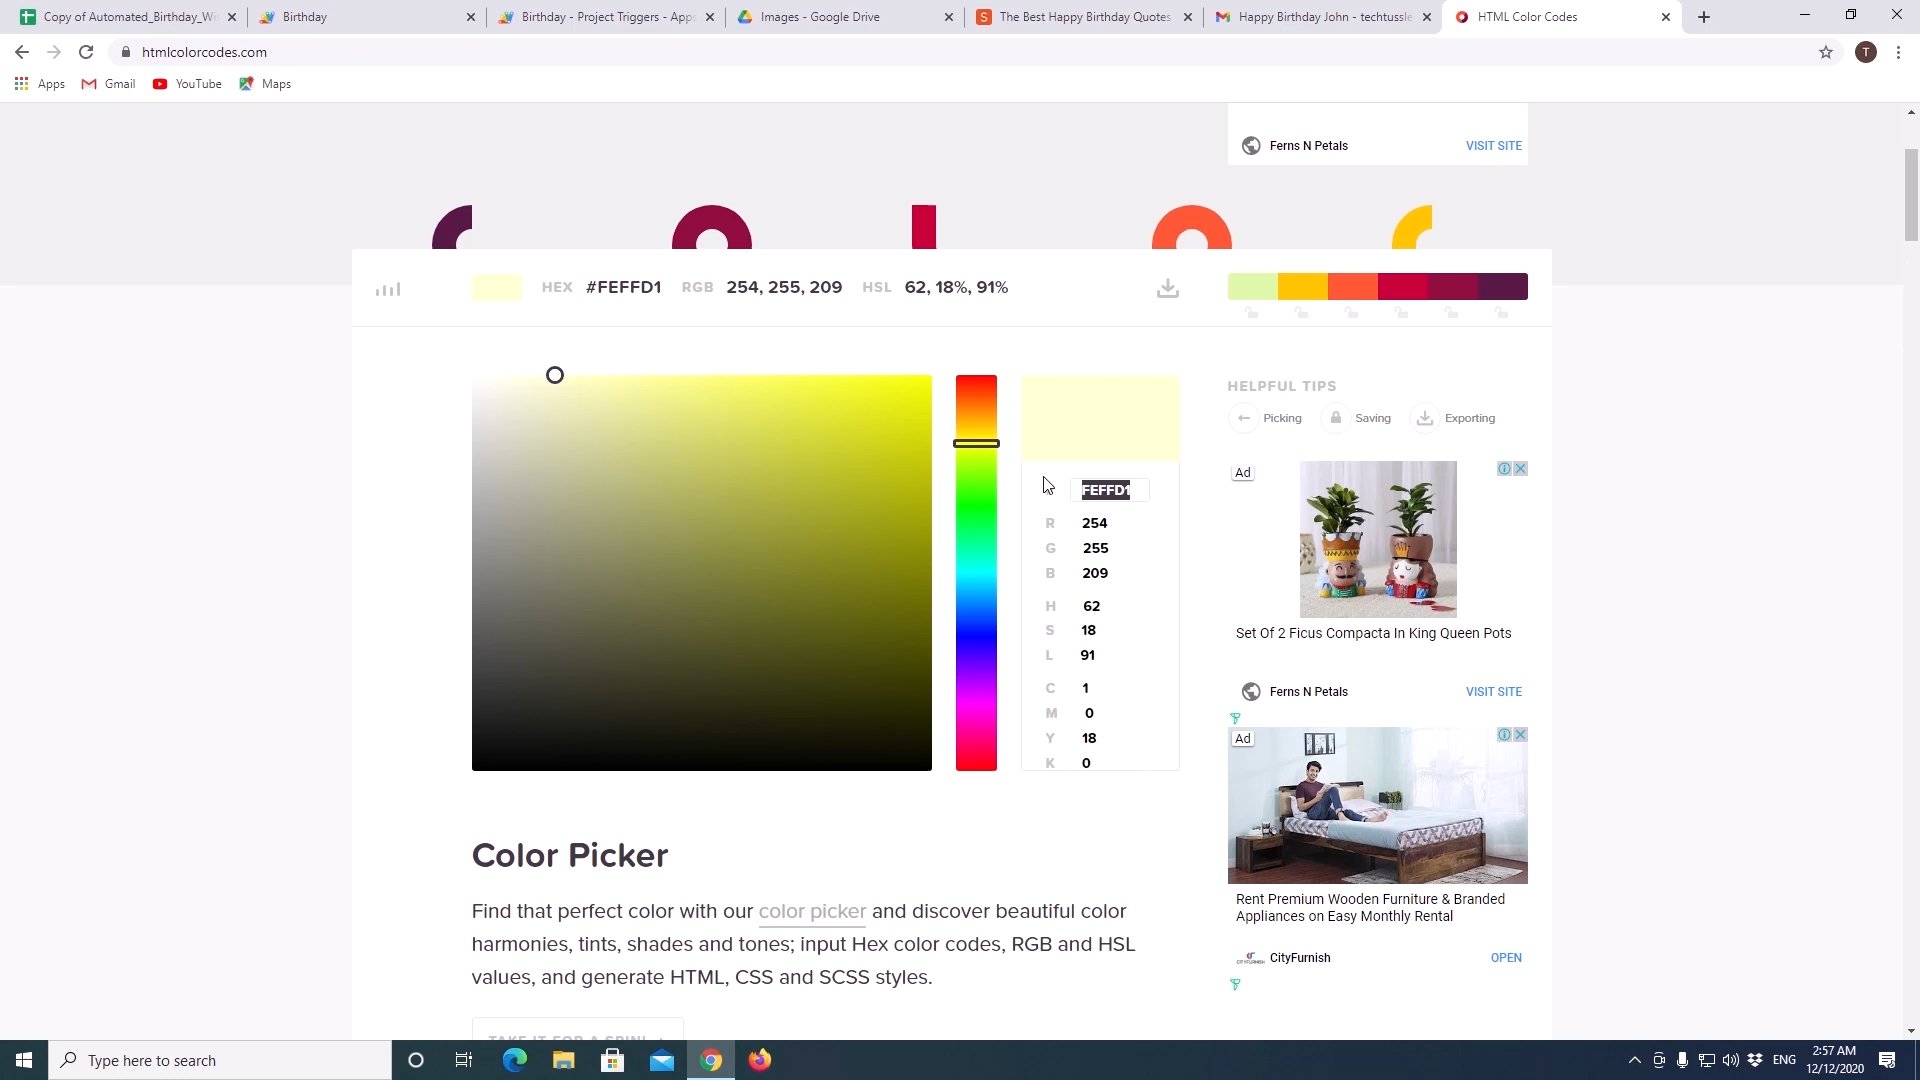 Copy of Automated_Birthday_Wi
Birthday
Birthday - Project Triggers - Apps
Images - Google Drive
The Best Happy Birthday Quotes
Happy Birthday John - techtussle
HTML Color Codes
htmlcolorcodes.com
T
Apps
Gmail
YouTube
Maps
Ferns N Petals
VISIT SITE
HEX #FEFFD1 RGB 254, 255, 209 HSL 62, 18%, 91%
HELPFUL TIPS
Picking
Saving
Exporting
Ad
FEFFD1
R 254
G 255
B 209
H 62
S 18
L 91
C 1
M 0
Y 18
K 0
Set Of 2 Ficus Compacta In King Queen Pots
Ferns N Petals
VISIT SITE
Ad
Rent Premium Wooden Furniture & Branded
Appliances on Easy Monthly Rental
CityFurnish
OPEN
Color Picker
Find that perfect color with our color picker and discover beautiful color
harmonies, tints, shades and tones; input Hex color codes, RGB and HSL
values, and generate HTML, CSS and SCSS styles.
TAKE IT FOR A SPIN!
Type here to search
ENG
2:57 AM
12/12/2020